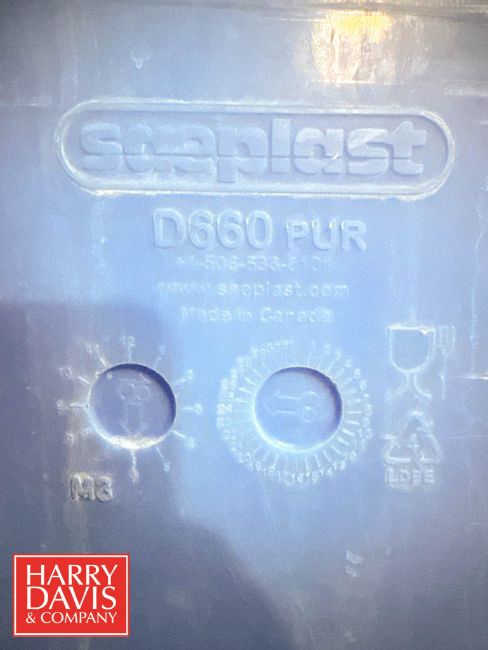 saeplast
D660 PUR
www.saeplast.com
Made in Canada
M3
LDPE
HARRY
DAVIS
& COMPANY